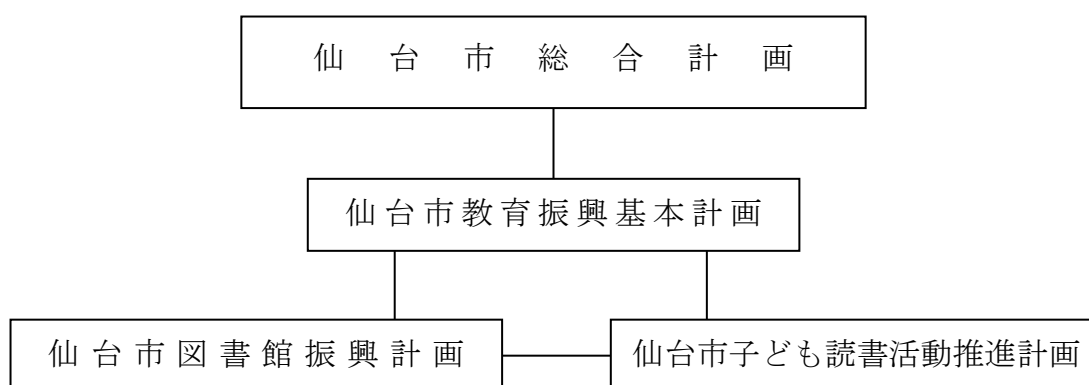 仙台市総合計画
仙台市教育振興基本計画
仙台市図書館振興計画
仙台市子ども読書活動推進計画